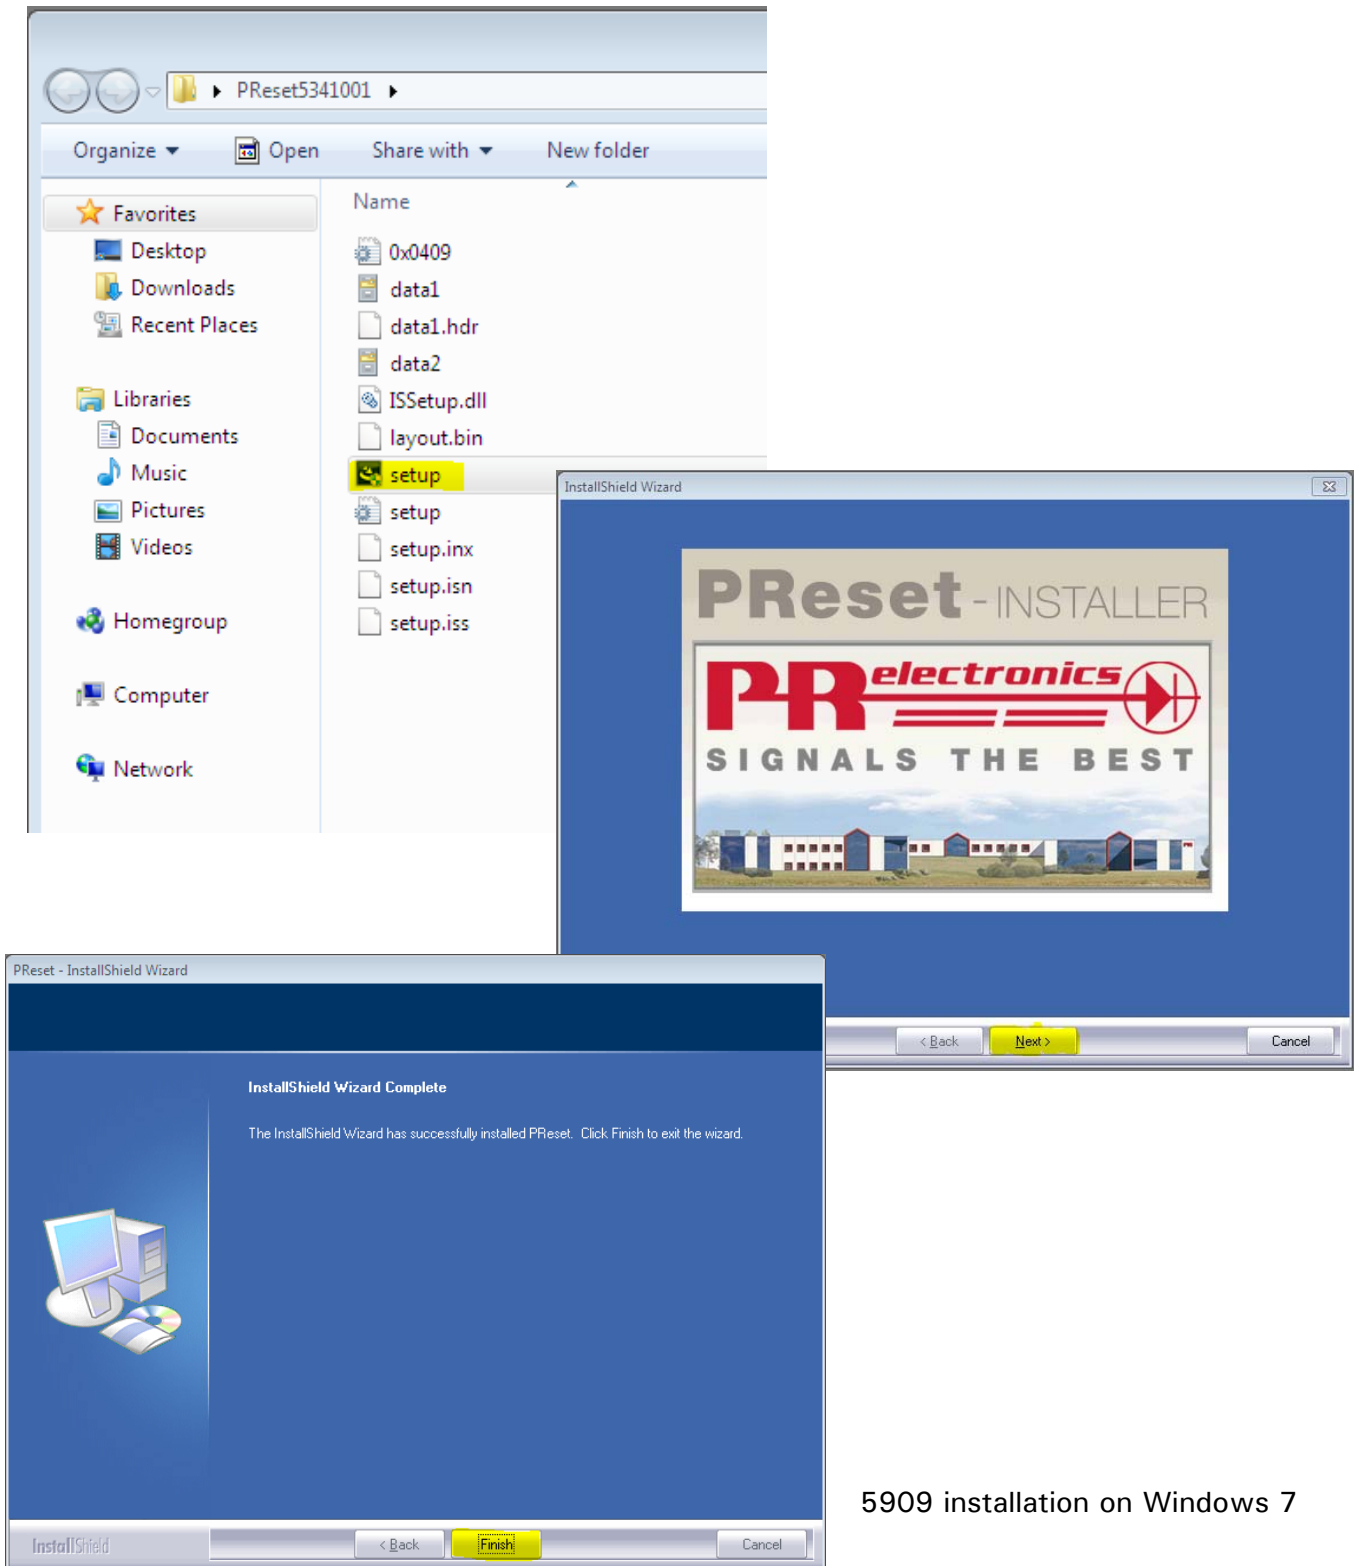 PReset5341001
Organize Open Share with New folder
Name
Favorites
Desktop
Downloads
Recent Places
Libraries
Documents
Music
Pictures
Videos
Homegroup
Computer
Network
0x0409
data1
data1.hdr
data2
ISSetup.dll
layout.bin
setup
setup
setup.inx
setup.isn
setup.iss
InstallShield Wizard
PReset - INSTALLER
PR electronics
SIGNALS THE BEST
< Back Next > Cancel
PReset - InstallShield Wizard
InstallShield Wizard Complete
The InstallShield Wizard has successfully installed PReset. Click Finish to exit the wizard.
InstallShield
< Back Finish Cancel
5909 installation on Windows 7